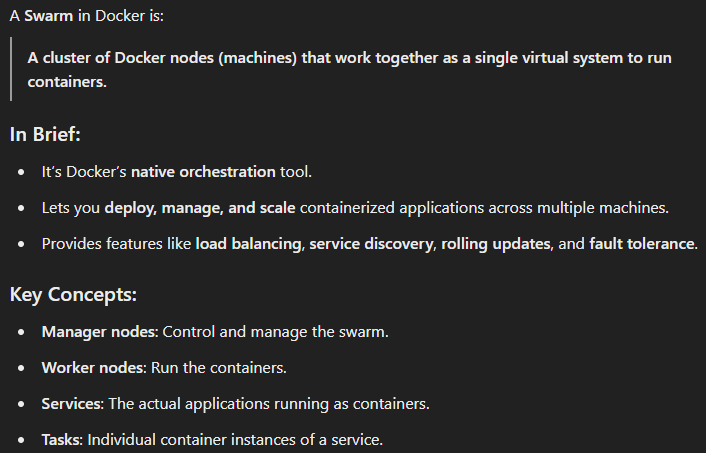 A Swarm in Docker is:
A cluster of Docker nodes (machines) that work together as a single virtual system to run
containers.
In Brief:
• It’s Docker’s native orchestration tool.
• Lets you deploy, manage, and scale containerized applications across multiple machines.
• Provides features like load balancing, service discovery, rolling updates, and fault tolerance.
Key Concepts:
• Manager nodes: Control and manage the swarm.
• Worker nodes: Run the containers.
• Services: The actual applications running as containers.
• Tasks: Individual container instances of a service.